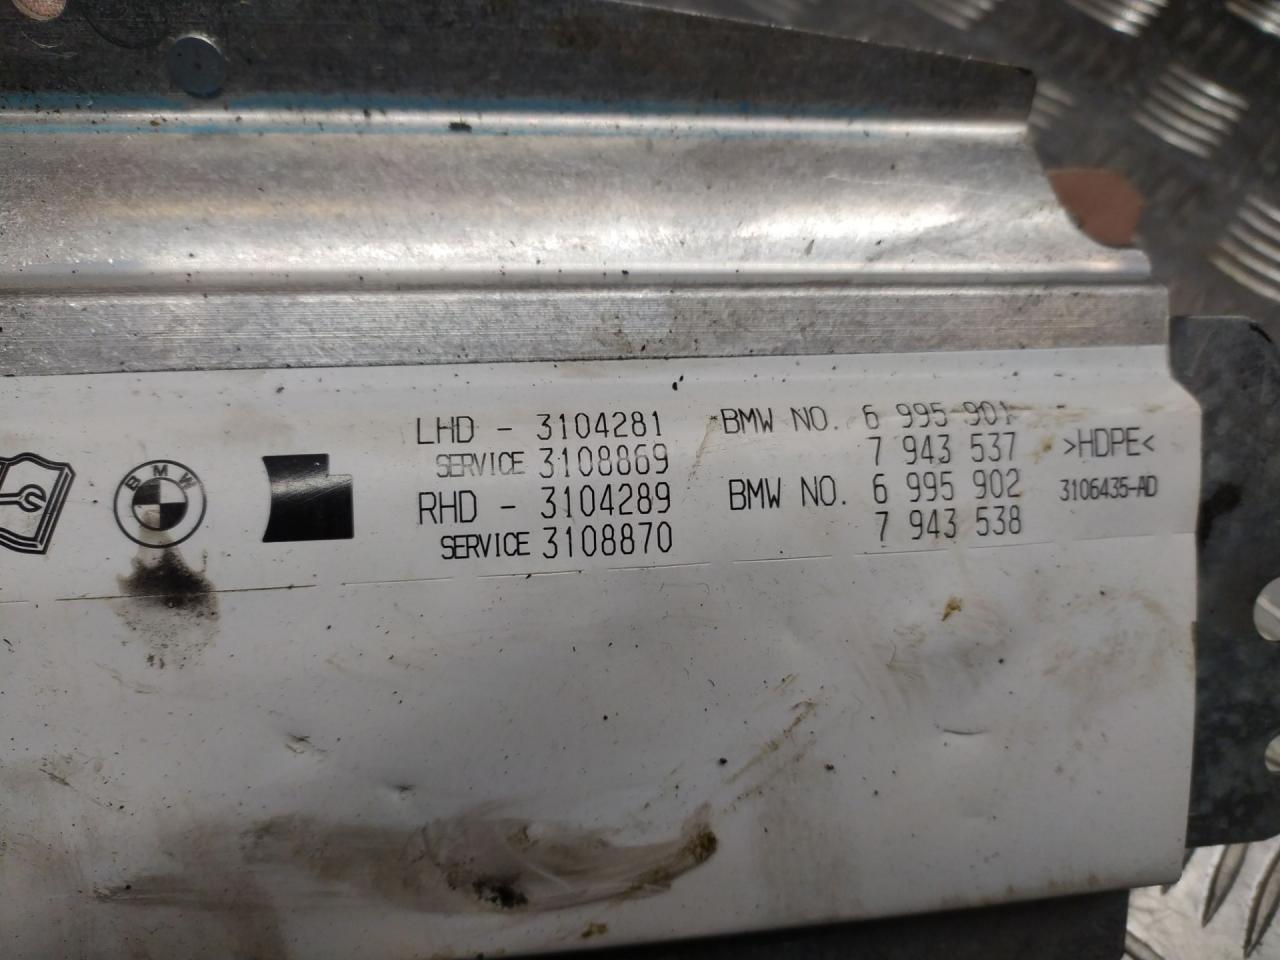 LHD - 3104281 BMW NO. 6 995 901
SERVICE 3108869 7 943 537 >HDPE<
RHD - 3104289 BMW NO. 6 995 902 3106435-AD
SERVICE 3108870 7 943 538
BMW